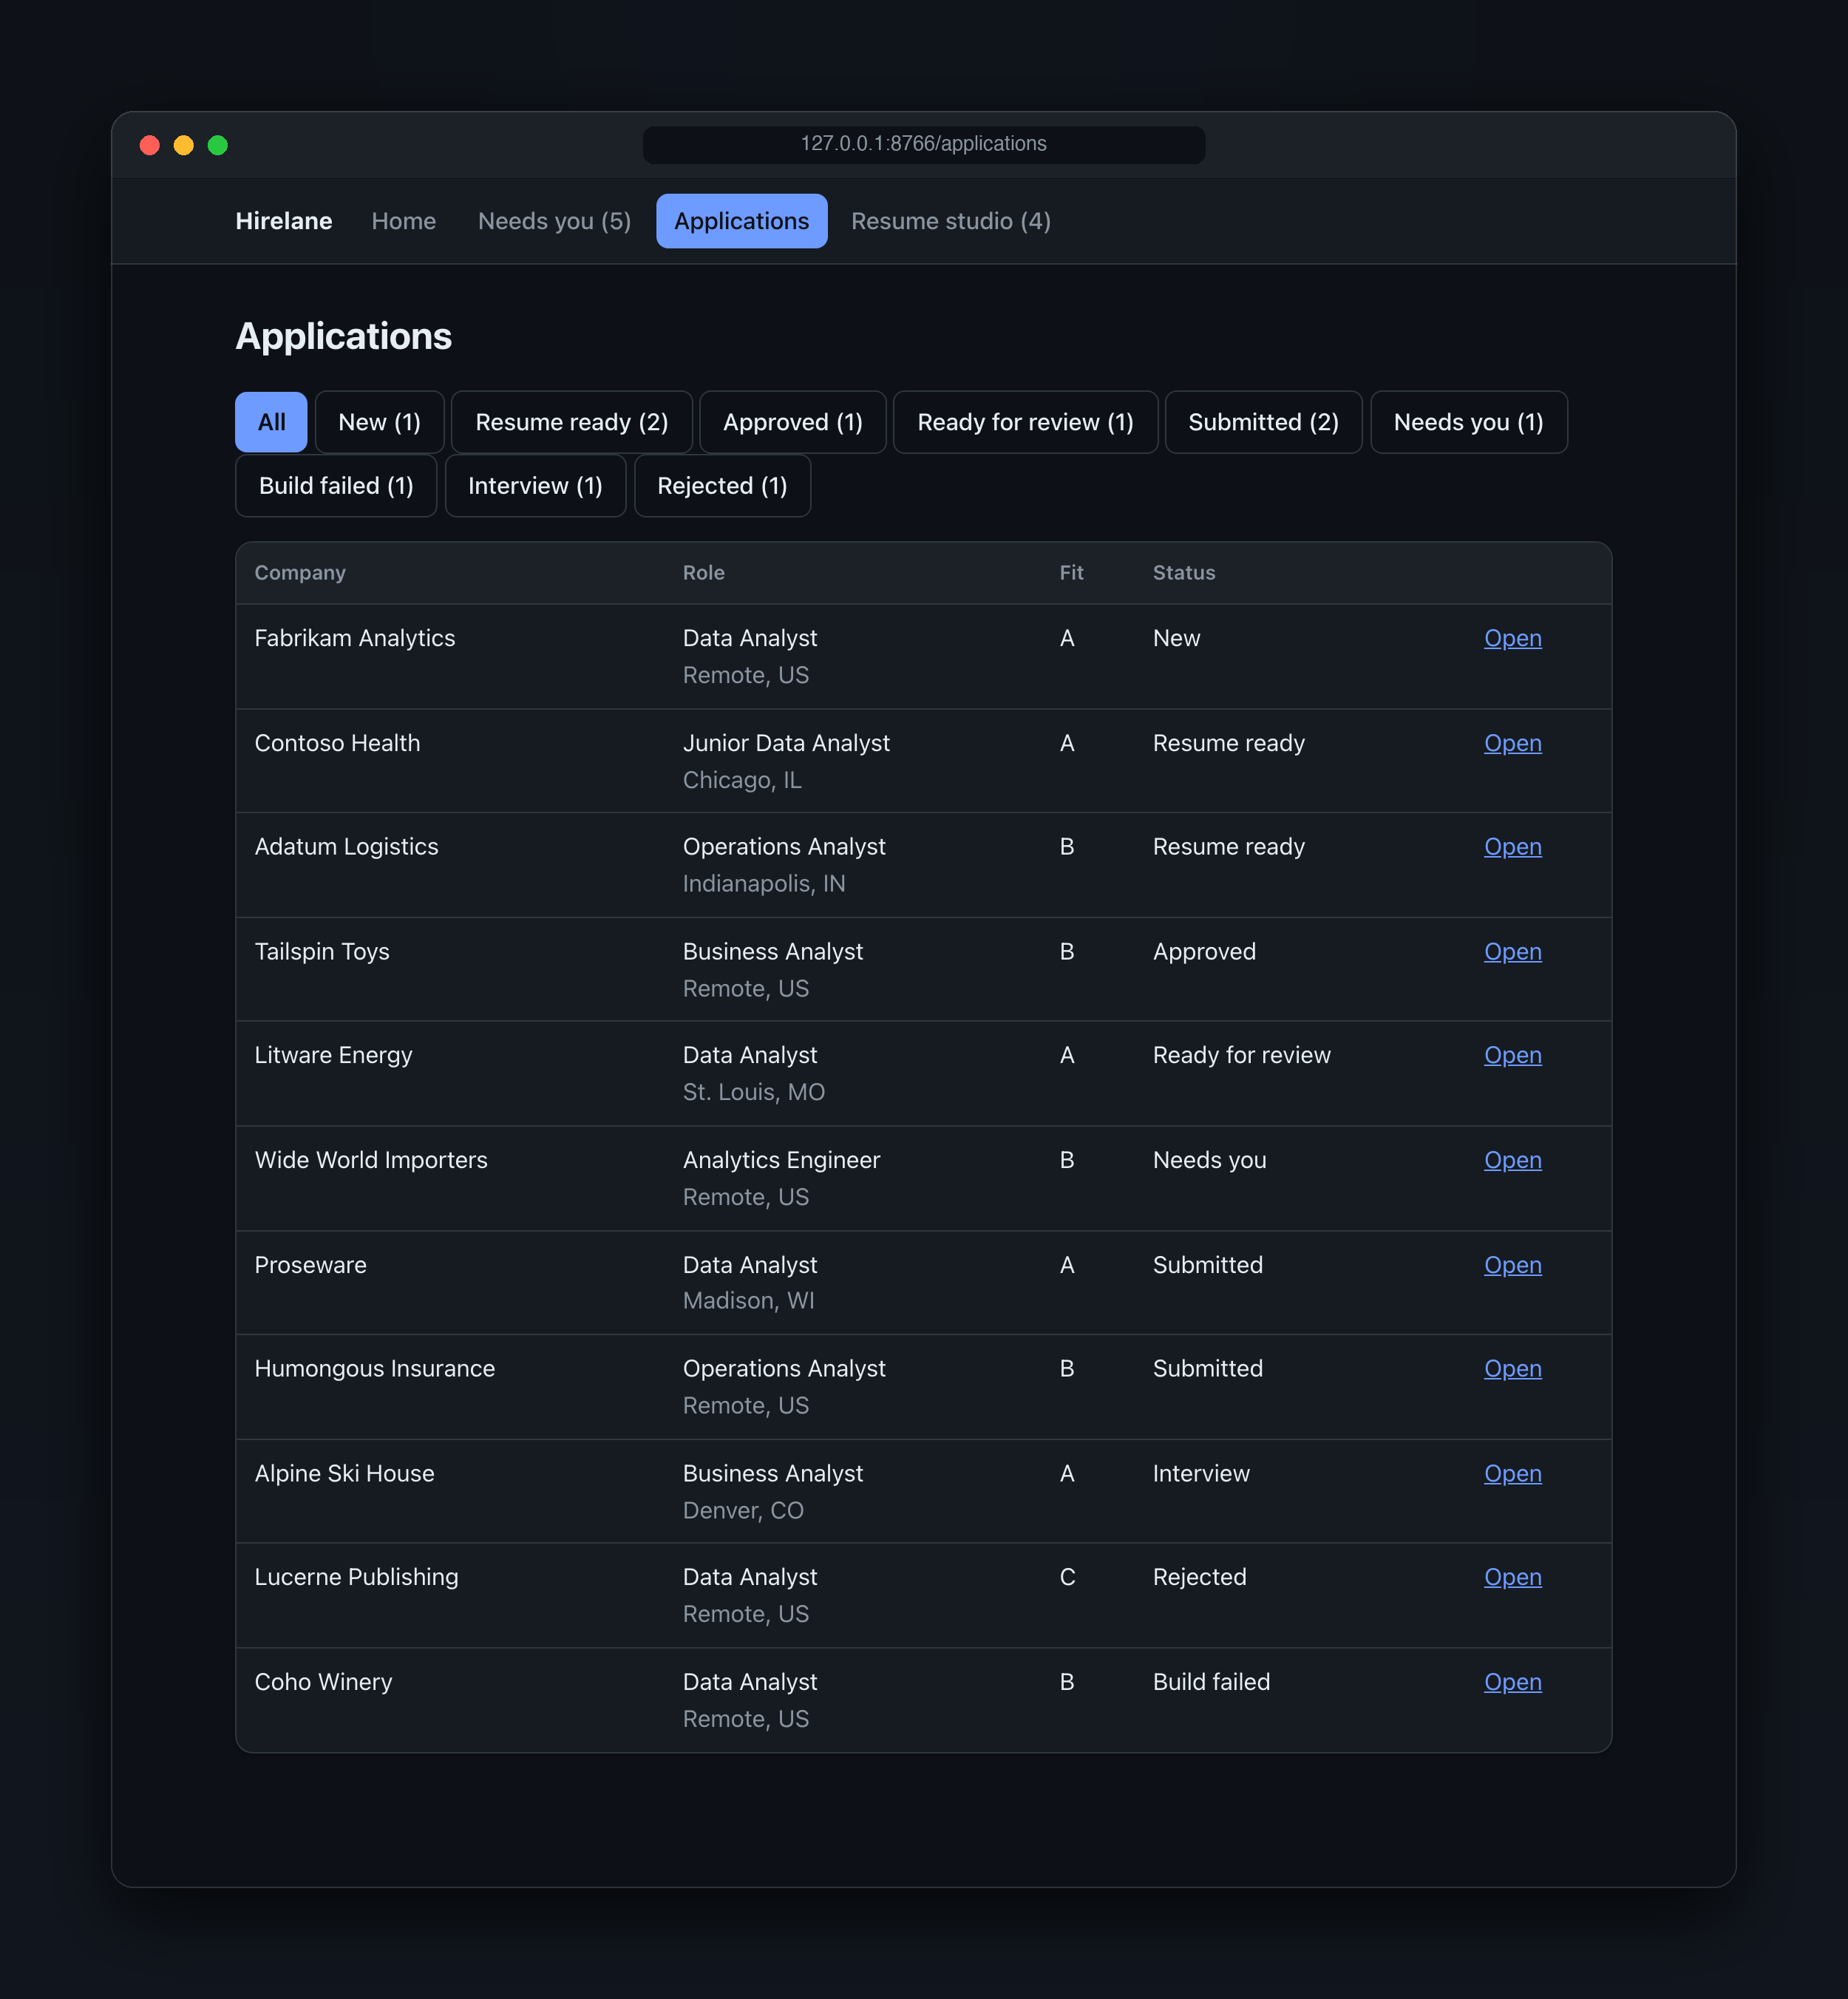 127.0.0.1:8766/applications
Hirelane Home Needs you (5) Applications Resume studio (4)
Applications
All New (1) Resume ready (2) Approved (1) Ready for review (1) Submitted (2) Needs you (1)
Build failed (1) Interview (1) Rejected (1)
Company Role Fit Status
Fabrikam Analytics Data Analyst A New Open
Remote, US
Contoso Health Junior Data Analyst A Resume ready Open
Chicago, IL
Adatum Logistics Operations Analyst B Resume ready Open
Indianapolis, IN
Tailspin Toys Business Analyst B Approved Open
Remote, US
Litware Energy Data Analyst A Ready for review Open
St. Louis, MO
Wide World Importers Analytics Engineer B Needs you Open
Remote, US
Proseware Data Analyst A Submitted Open
Madison, WI
Humongous Insurance Operations Analyst B Submitted Open
Remote, US
Alpine Ski House Business Analyst A Interview Open
Denver, CO
Lucerne Publishing Data Analyst C Rejected Open
Remote, US
Coho Winery Data Analyst B Build failed Open
Remote, US